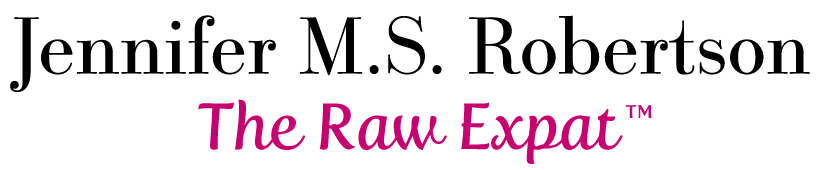 Jennifer M.S. Robertson
The Raw Expat™